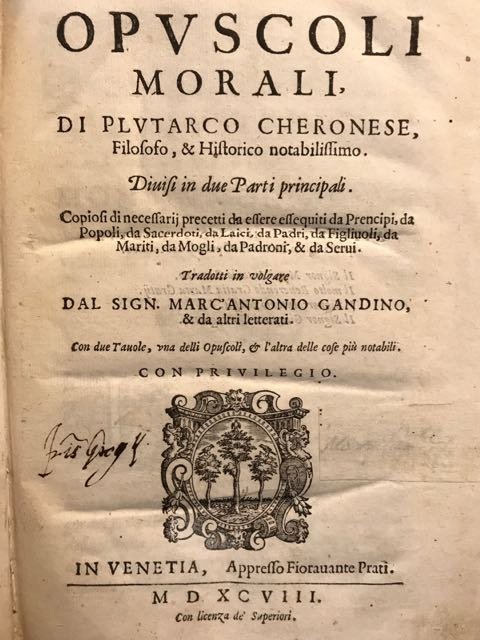 OPVSCOLI
MORALI,
DI PLVTARCO CHERONESE,
Filosofo, & Historico notabilissimo.
Diuisi in due Parti principali.
Copiosi di necessarij precetti da essere essequiti da Prencipi, da
Popoli, da Sacerdoti, da Laici, da Padri, da Figliuoli, da
Mariti, da Mogli, da Padroni, & da Serui.
Tradotti in volgare
DAL SIGN. MARC'ANTONIO GANDINO,
& da altri letterati.
Con due Tauole, vna delli Opuscoli, & l'altra delle cose più notabili.
CON PRIVILEGIO.
IN VENETIA, Appresso Fiorauante Prati.
M D XCVIII.
Con licenza de' Superiori.